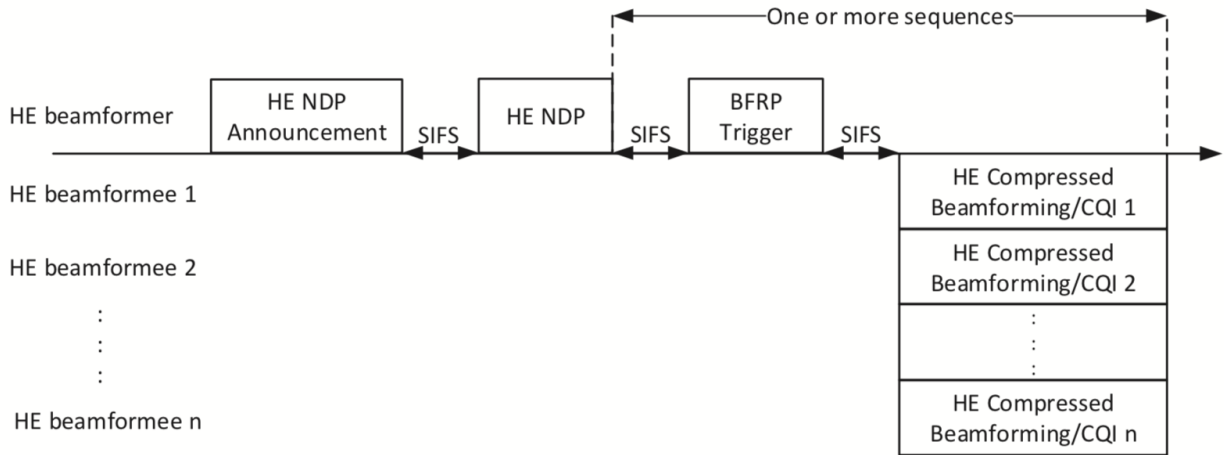 One or more sequences
HE beamformer
HE NDP
Announcement
SIFS
HE NDP
SIFS
BFRP
Trigger
SIFS
HE beamformee 1
HE Compressed
Beamforming/CQI 1
HE beamformee 2
HE Compressed
Beamforming/CQI 2
:
:
:
:
:
:
HE beamformee n
HE Compressed
Beamforming/CQI n